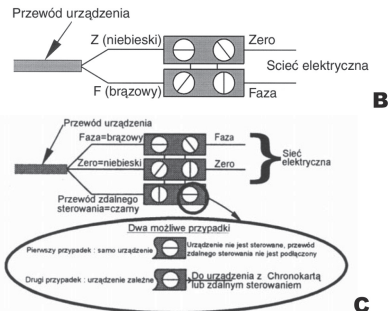 Przewód urządzenia
Z (niebieski)
Zero
Scieć elektryczna
F (brązowy)
Faza
B
Przewód urządzenia
Faza=brązowy
Faza
Zero=niebieski
Zero
Sieć
elektryczna
Przewód zdalnego
sterowania=czarny
Dwa możliwe przypadki
Pierwszy przypadek : samo urządzenie
Urządzenie nie jest sterowane, przewód
zdalnego sterowania nie jest podłączony
Drugi przypadek : urządzenie zależne
Do urządzenia z Chronokartą
lub zdalnym sterowaniem
C